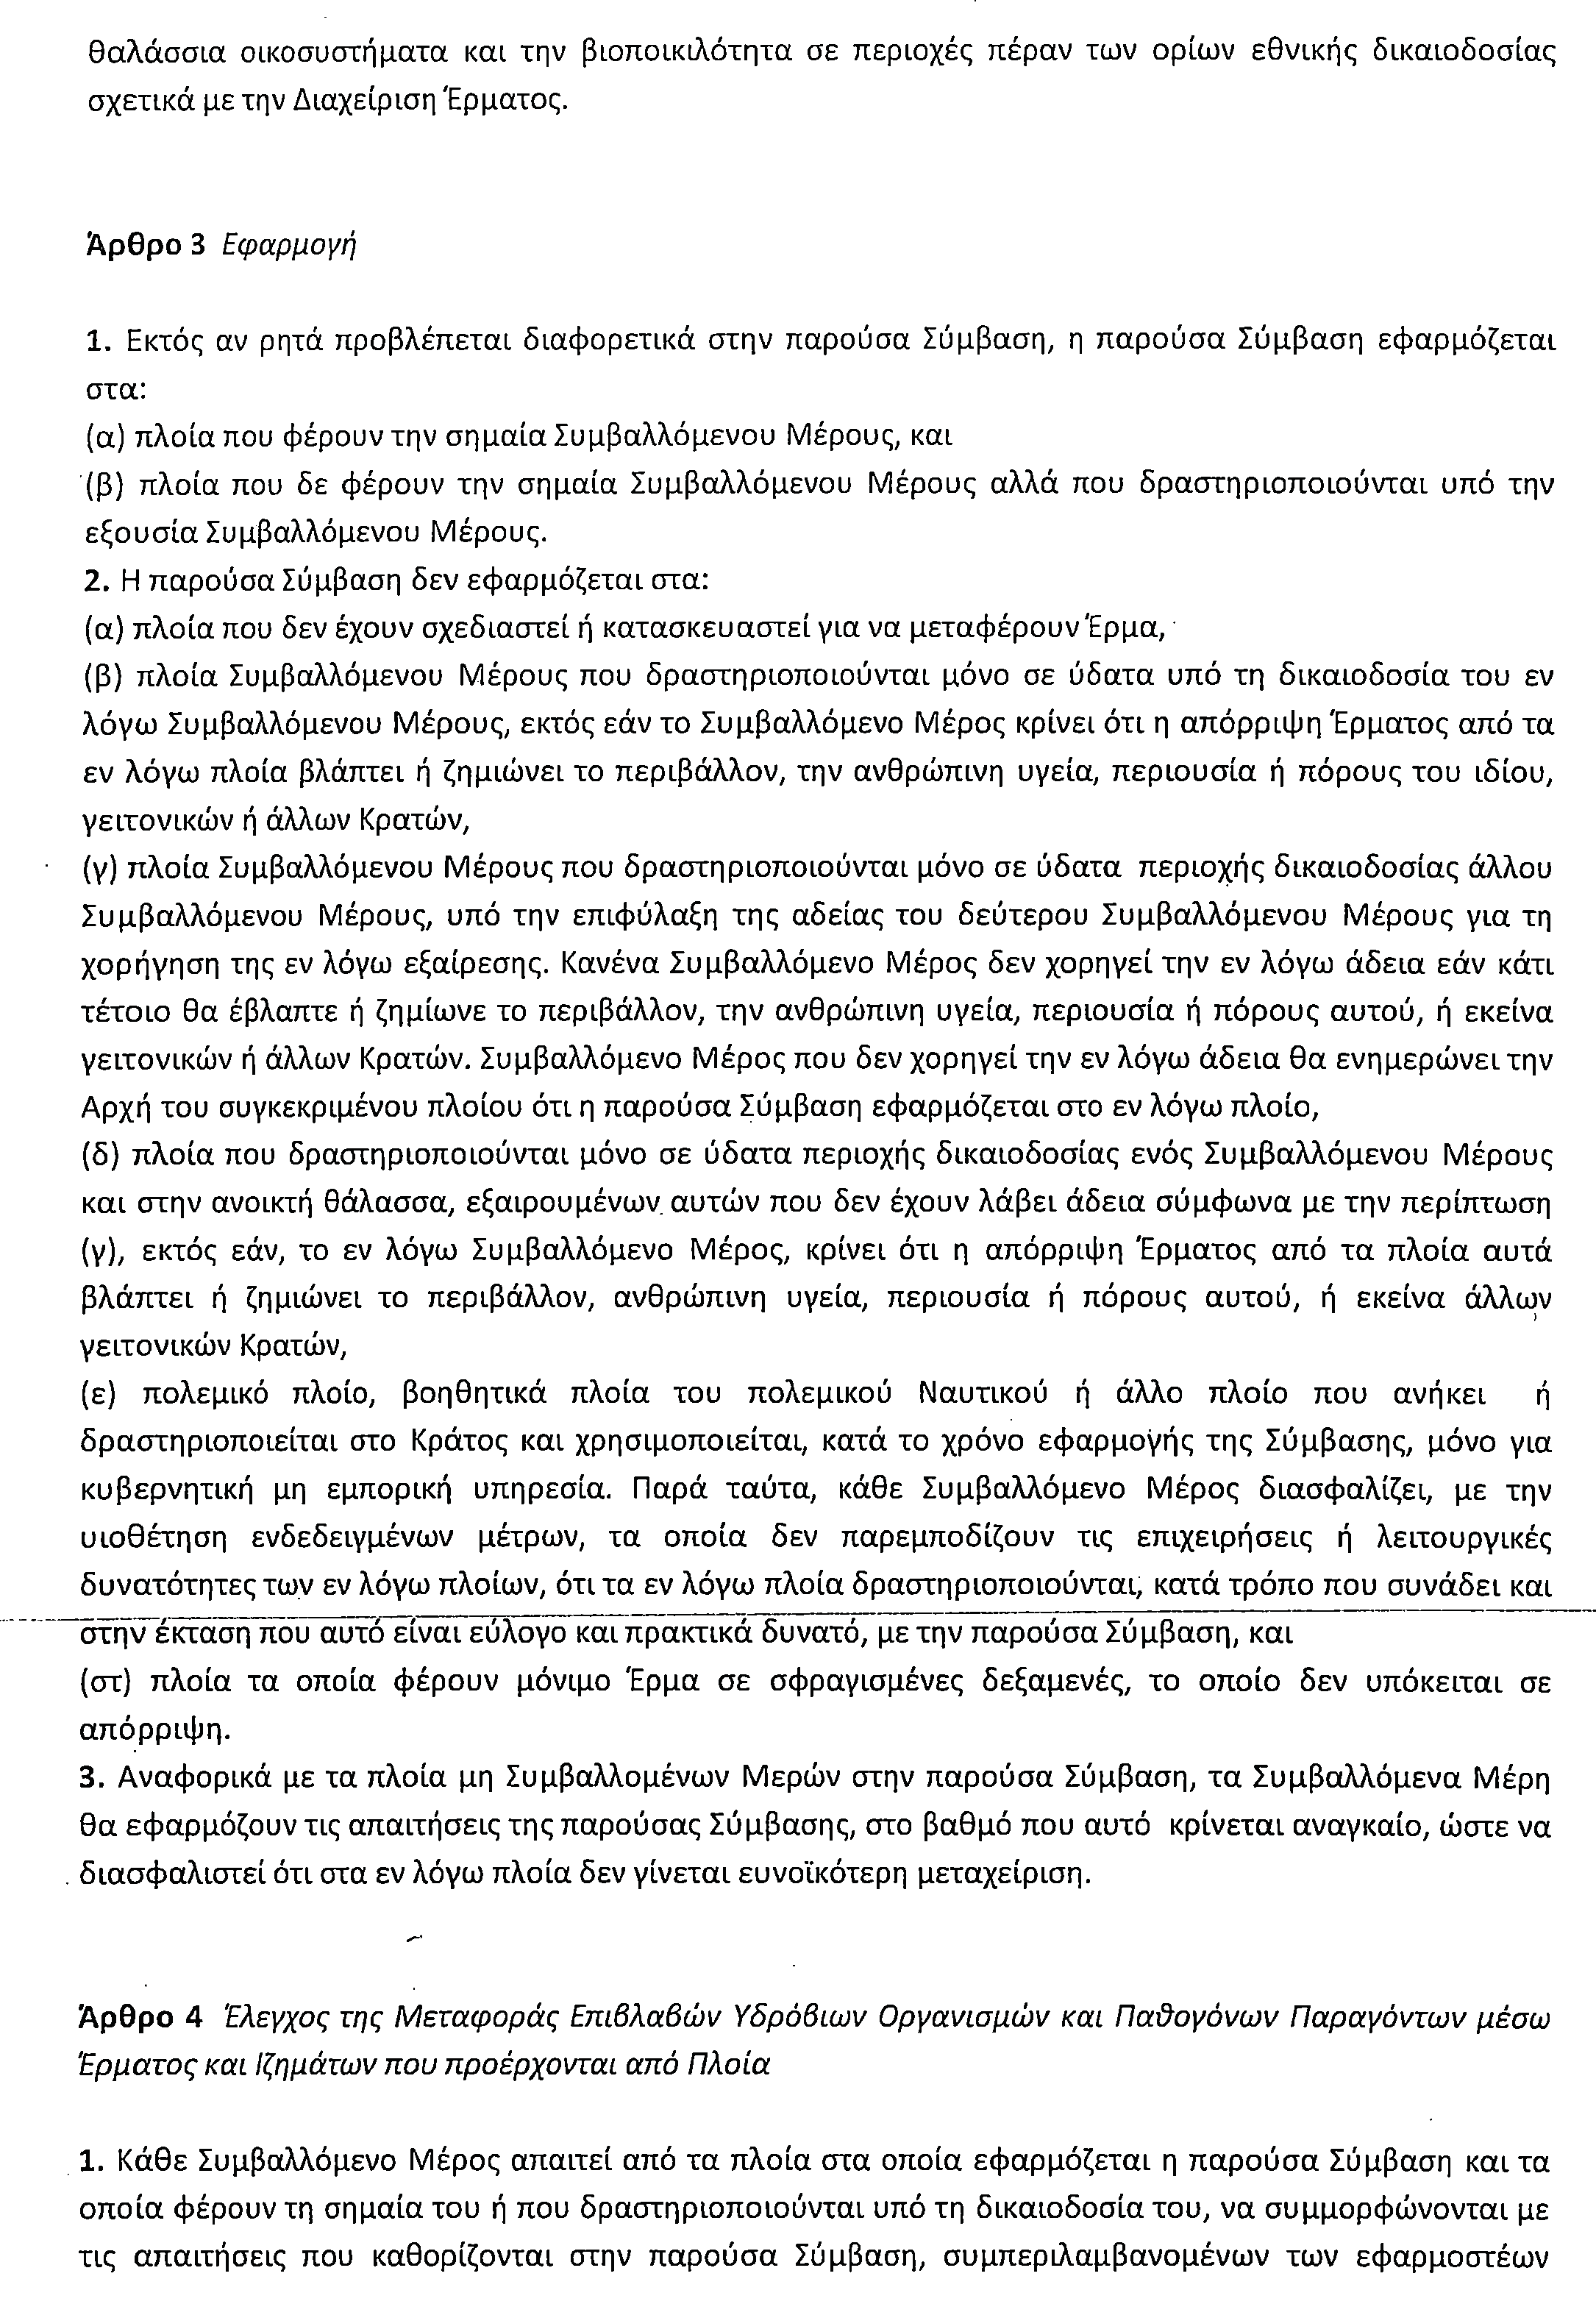 θαλάσσια οικοσυστήματα και την βιοποικιλότητα σε περιοχές πέραν των ορίων εθνικής δικαιοδοσίας
σχετικά με την Διαχείριση Έρματος.
Άρθρο 3 Εφαρμογή
1. Εκτός αν ρητά προβλέπεται διαφορετικά στην παρούσα Σύμβαση, η παρούσα Σύμβαση εφαρμόζεται
στα:
(α) πλοία που φέρουν την σημαία Συμβαλλόμενου Μέρους, και
(β) πλοία που δε φέρουν την σημαία Συμβαλλόμενου Μέρους αλλά που δραστηριοποιούνται υπό την
εξουσία Συμβαλλόμενου Μέρους.
2. Η παρούσα Σύμβαση δεν εφαρμόζεται στα:
(α) πλοία που δεν έχουν σχεδιαστεί ή κατασκευαστεί για να μεταφέρουν Έρμα,
(β) πλοία Συμβαλλόμενου Μέρους που δραστηριοποιούνται μόνο σε ύδατα υπό τη δικαιοδοσία του εν
λόγω Συμβαλλόμενου Μέρους, εκτός εάν το Συμβαλλόμενο Μέρος κρίνει ότι η απόρριψη Έρματος από τα
εν λόγω πλοία βλάπτει ή ζημιώνει το περιβάλλον, την ανθρώπινη υγεία, περιουσία ή πόρους του ιδίου,
γειτονικών ή άλλων Κρατών,
(γ) πλοία Συμβαλλόμενου Μέρους που δραστηριοποιούνται μόνο σε ύδατα περιοχής δικαιοδοσίας άλλου
Συμβαλλόμενου Μέρους, υπό την επιφύλαξη της αδείας του δεύτερου Συμβαλλόμενου Μέρους για τη
χορήγηση της εν λόγω εξαίρεσης. Κανένα Συμβαλλόμενο Μέρος δεν χορηγεί την εν λόγω άδεια εάν κάτι
τέτοιο θα έβλαπτε ή ζημίωνε το περιβάλλον, την ανθρώπινη υγεία, περιουσία ή πόρους αυτού, ή εκείνα
γειτονικών ή άλλων Κρατών. Συμβαλλόμενο Μέρος που δεν χορηγεί την εν λόγω άδεια θα ενημερώνει την
Αρχή του συγκεκριμένου πλοίου ότι η παρούσα Σύμβαση εφαρμόζεται στο εν λόγω πλοίο,
(δ) πλοία που δραστηριοποιούνται μόνο σε ύδατα περιοχής δικαιοδοσίας ενός Συμβαλλόμενου Μέρους
και στην ανοικτή θάλασσα, εξαιρουμένων αυτών που δεν έχουν λάβει άδεια σύμφωνα με την περίπτωση
(γ), εκτός εάν, το εν λόγω Συμβαλλόμενο Μέρος, κρίνει ότι η απόρριψη Έρματος από τα πλοία αυτά
βλάπτει ή ζημιώνει το περιβάλλον, ανθρώπινη υγεία, περιουσία ή πόρους αυτού, ή εκείνα άλλων
γειτονικών Κρατών,
(ε) πολεμικό πλοίο, βοηθητικά πλοία του πολεμικού Ναυτικού ή άλλο πλοίο που ανήκει ή
δραστηριοποιείται στο Κράτος και χρησιμοποιείται, κατά το χρόνο εφαρμογής της Σύμβασης, μόνο για
κυβερνητική μη εμπορική υπηρεσία. Παρά ταύτα, κάθε Συμβαλλόμενο Μέρος διασφαλίζει, με την
υιοθέτηση ενδεδειγμένων μέτρων, τα οποία δεν παρεμποδίζουν τις επιχειρήσεις ή λειτουργικές
δυνατότητες των εν λόγω πλοίων, ότι τα εν λόγω πλοία δραστηριοποιούνται, κατά τρόπο που συνάδει και
στην έκταση που αυτό είναι εύλογο και πρακτικά δυνατό, με την παρούσα Σύμβαση, και
(στ) πλοία τα οποία φέρουν μόνιμο Έρμα σε σφραγισμένες δεξαμενές, το οποίο δεν υπόκειται σε
απόρριψη.
3. Αναφορικά με τα πλοία μη Συμβαλλομένων Μερών στην παρούσα Σύμβαση, τα Συμβαλλόμενα Μέρη
θα εφαρμόζουν τις απαιτήσεις της παρούσας Σύμβασης, στο βαθμό που αυτό κρίνεται αναγκαίο, ώστε να
διασφαλιστεί ότι στα εν λόγω πλοία δεν γίνεται ευνοϊκότερη μεταχείριση.
Άρθρο 4 Έλεγχος της Μεταφοράς Επιβλαβών Υδρόβιων Οργανισμών και Παθογόνων Παραγόντων μέσω
Έρματος και Ιζημάτων που προέρχονται από Πλοία
1. Κάθε Συμβαλλόμενο Μέρος απαιτεί από τα πλοία στα οποία εφαρμόζεται η παρούσα Σύμβαση και τα
οποία φέρουν τη σημαία του ή που δραστηριοποιούνται υπό τη δικαιοδοσία του, να συμμορφώνονται με
τις απαιτήσεις που καθορίζονται στην παρούσα Σύμβαση, συμπεριλαμβανομένων των εφαρμοστέων